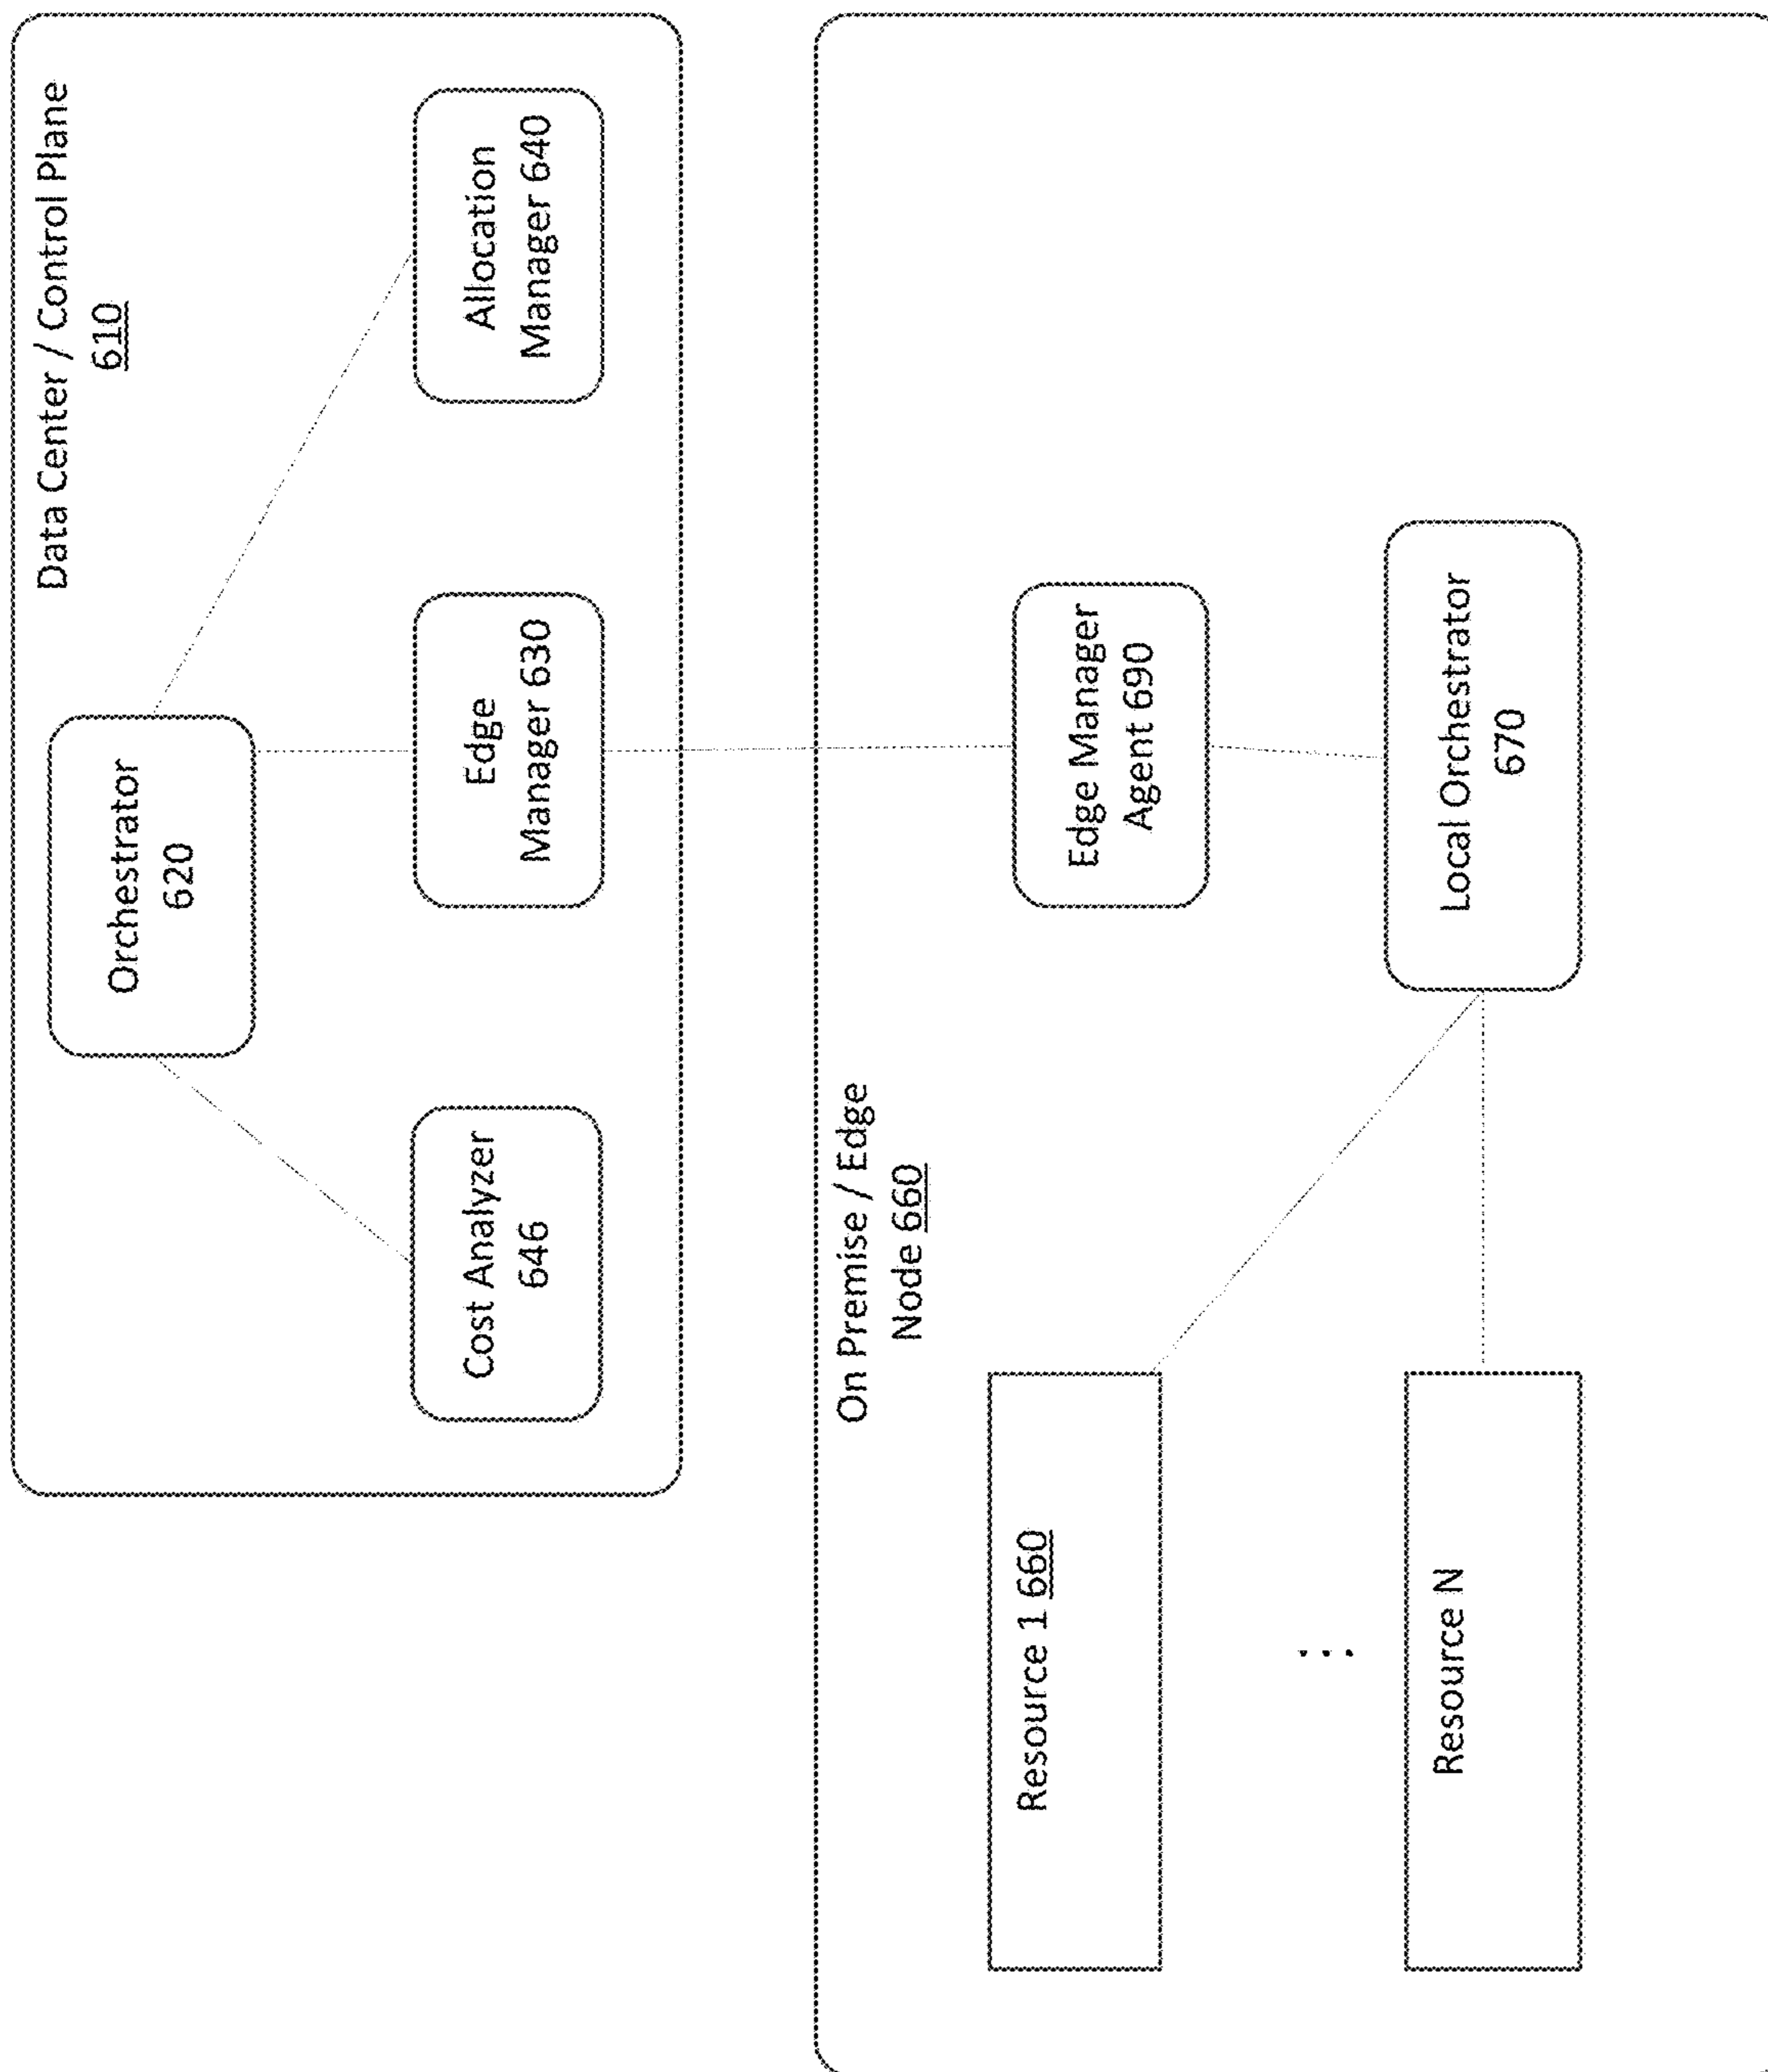 Data Center / Control Plane
610
Orchestrator
620
Cost Analyzer
646
Edge
Manager 630
Allocation
Manager 640
On Premise / Edge
Node 660
Resource 1 660
Edge Manager
Agent 690
...
Resource N
Local Orchestrator
670